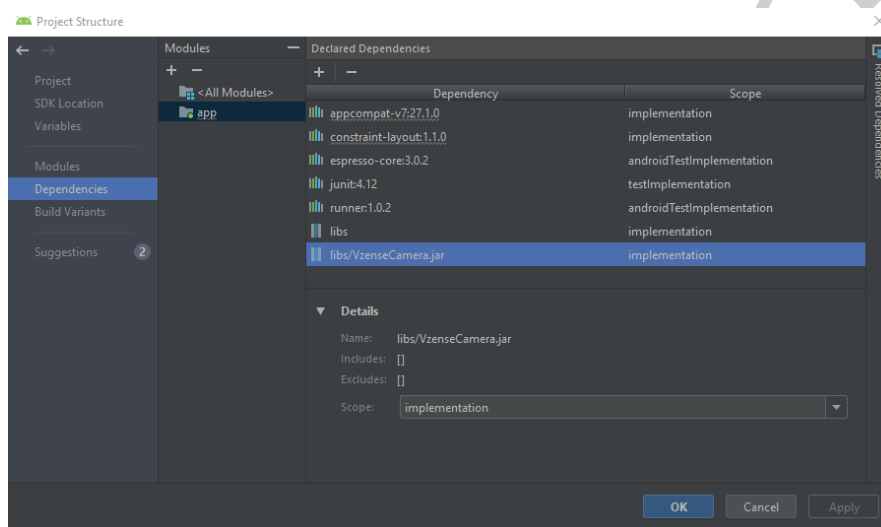 Project Structure
Modules
Declared Dependencies
Project
SDK Location
Variables
Modules
Dependencies
Build Variants
Suggestions 2
<All Modules>
app
Dependency Scope
appcompat-v7:27.1.0 implementation
constraint-layout:1.1.0 implementation
espresso-core:3.0.2 androidTestImplementation
junit:4.12 testImplementation
runner:1.0.2 androidTestImplementation
libs implementation
libs/VzenseCamera.jar implementation
Details
Name: libs/VzenseCamera.jar
Includes: []
Excludes: []
Scope: implementation
Resolved Dependencies
OK Cancel Apply